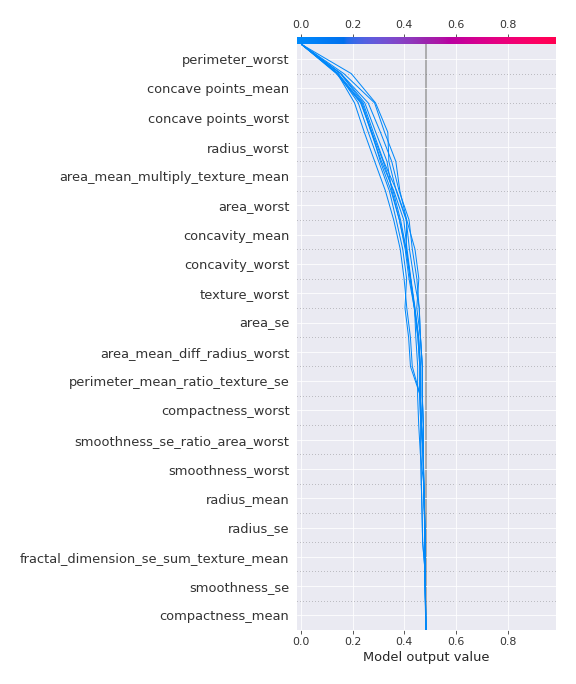 0.0 0.2 0.4 0.6 0.8
perimeter_worst
concave points_mean
concave points_worst
radius_worst
area_mean_multiply_texture_mean
area_worst
concavity_mean
concavity_worst
texture_worst
area_se
area_mean_diff_radius_worst
perimeter_mean_ratio_texture_se
compactness_worst
smoothness_se_ratio_area_worst
smoothness_worst
radius_mean
radius_se
fractal_dimension_se_sum_texture_mean
smoothness_se
compactness_mean
0.0 0.2 0.4 0.6 0.8
Model output value